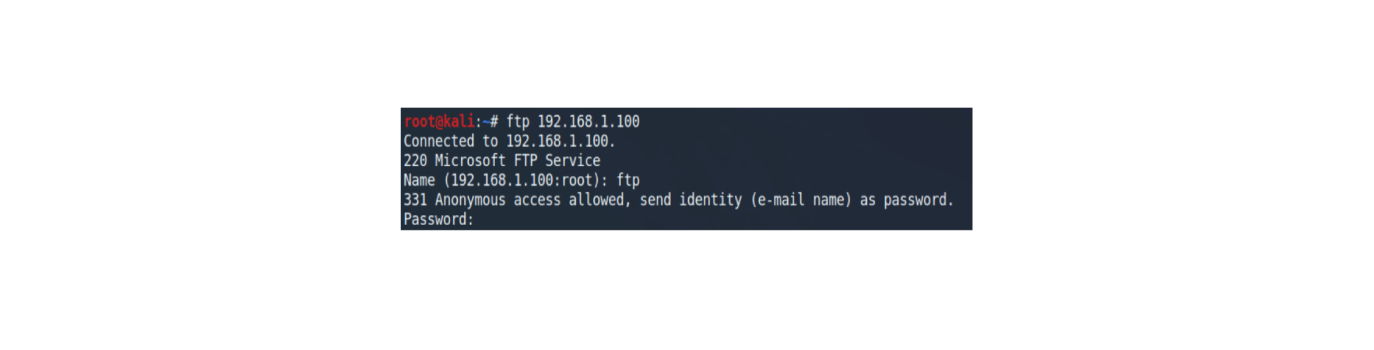 root@kali:~# ftp 192.168.1.100
Connected to 192.168.1.100.
220 Microsoft FTP Service
Name (192.168.1.100:root): ftp
331 Anonymous access allowed, send identity (e-mail name) as password.
Password: